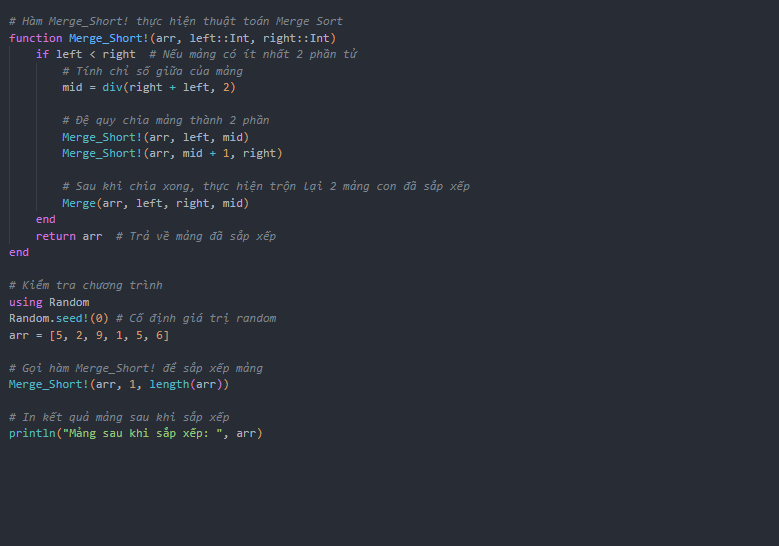 # Hàm Merge_Short! thực hiện thuật toán Merge Sort
function Merge_Short!(arr, left::Int, right::Int)
if left < right  # Nếu mảng có ít nhất 2 phần tử
# Tính chỉ số giữa của mảng
mid = div(right + left, 2)
# Đệ quy chia mảng thành 2 phần
Merge_Short!(arr, left, mid)
Merge_Short!(arr, mid + 1, right)
# Sau khi chia xong, thực hiện trộn lại 2 mảng con đã sắp xếp
Merge(arr, left, right, mid)
end
return arr  # Trả về mảng đã sắp xếp
end
# Kiểm tra chương trình
using Random
Random.seed!(0) # Cố định giá trị random
arr = [5, 2, 9, 1, 5, 6]
# Gọi hàm Merge_Short! để sắp xếp mảng
Merge_Short!(arr, 1, length(arr))
# In kết quả mảng sau khi sắp xếp
println("Mảng sau khi sắp xếp: ", arr)